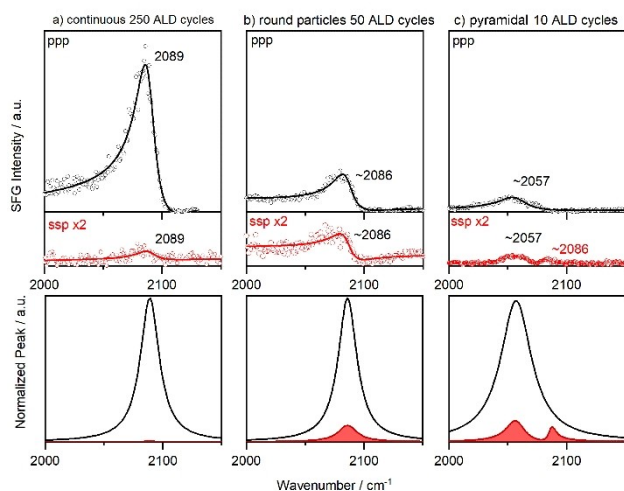 a) continuous 250 ALD cycles
b) round particles 50 ALD cycles
c) pyramidal 10 ALD cycles
SFG Intensity / a.u.
ppp
2089
ppp
~2086
ppp
~2057
ssp x2
2089
ssp x2
~2086
ssp x2
~2057
~2086
2000
2100
2000
2100
2000
2100
Normalized Peak / a.u.
2000
2100
2000
2100
2000
2100
Wavenumber / cm⁻¹